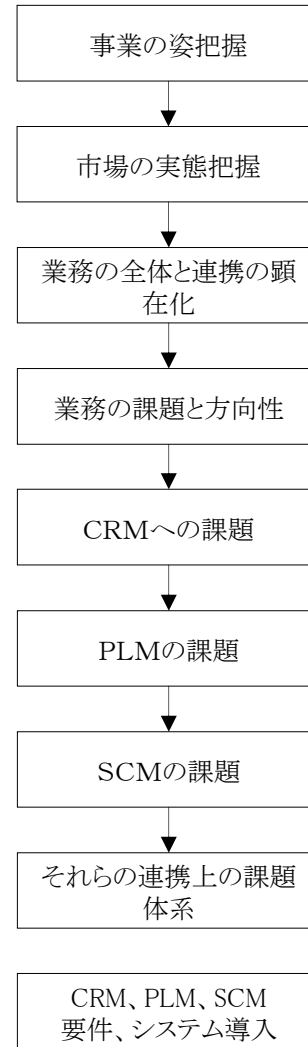 事業の姿把握
市場の実態把握
業務の全体と連携の顕
在化
業務の課題と方向性
CRMへの課題
PLMの課題
SCMの課題
それらの連携上の課題
体系
CRM、PLM、SCM
要件、システム導入